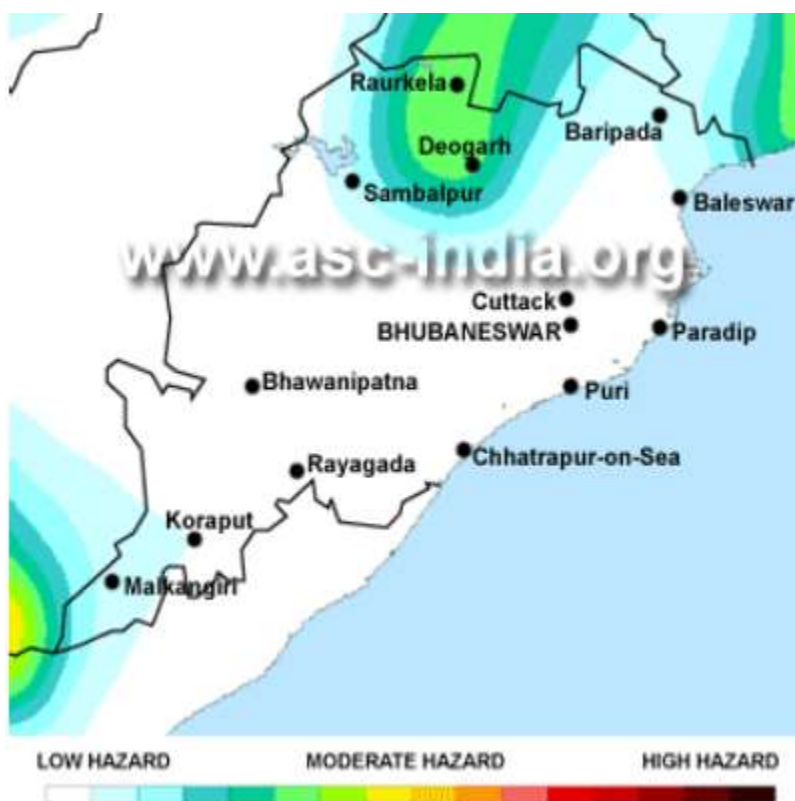 Raurkela
Deogarh
Baripada
Sambalpur
Baleswar
www.asc-india.org
Cuttack
BHUBANESWAR
Paradip
Bhawanipatna
Puri
Chhatrapur-on-Sea
Rayagada
Koraput
Malkangiri
LOW HAZARD MODERATE HAZARD HIGH HAZARD